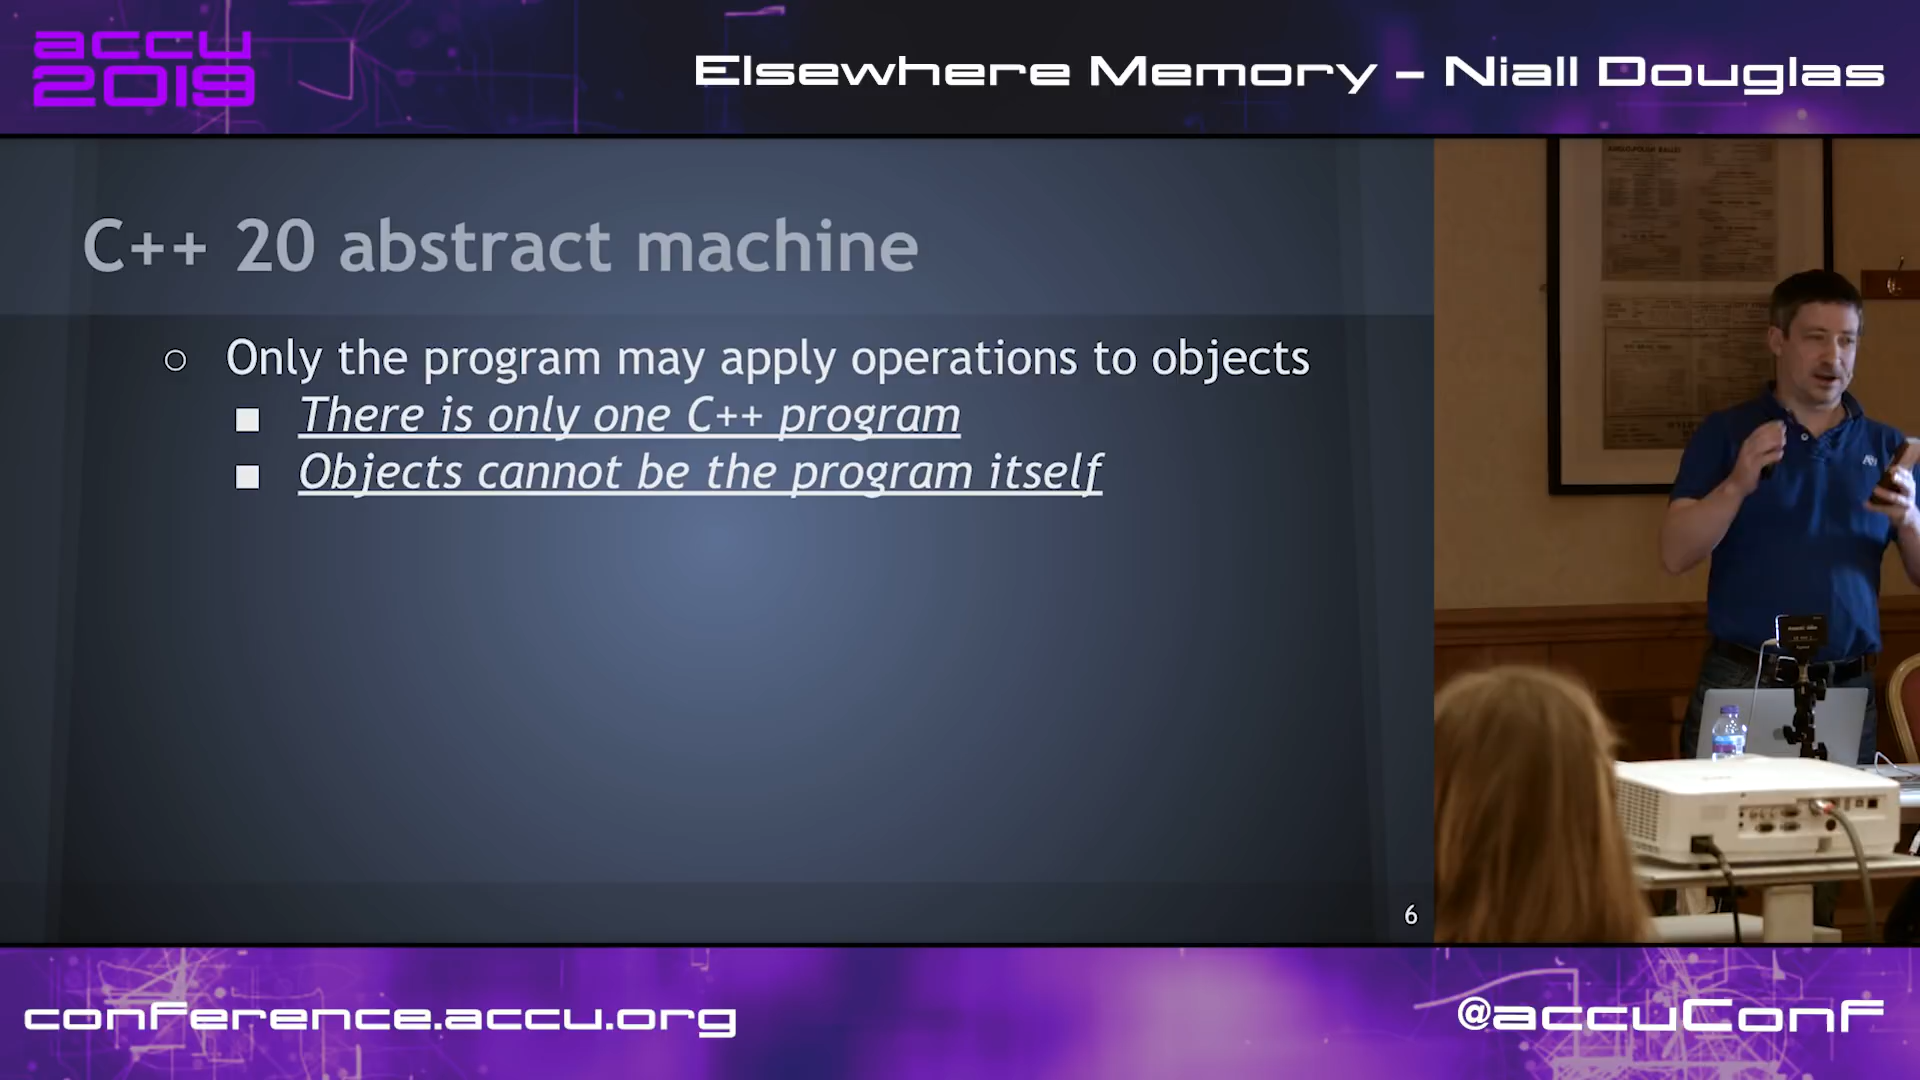 accu
2019
Elsewhere Memory – Niall Douglas
C++ 20 abstract machine
○ Only the program may apply operations to objects
■ There is only one C++ program
■ Objects cannot be the program itself
6
conference.accu.org
@accuConf